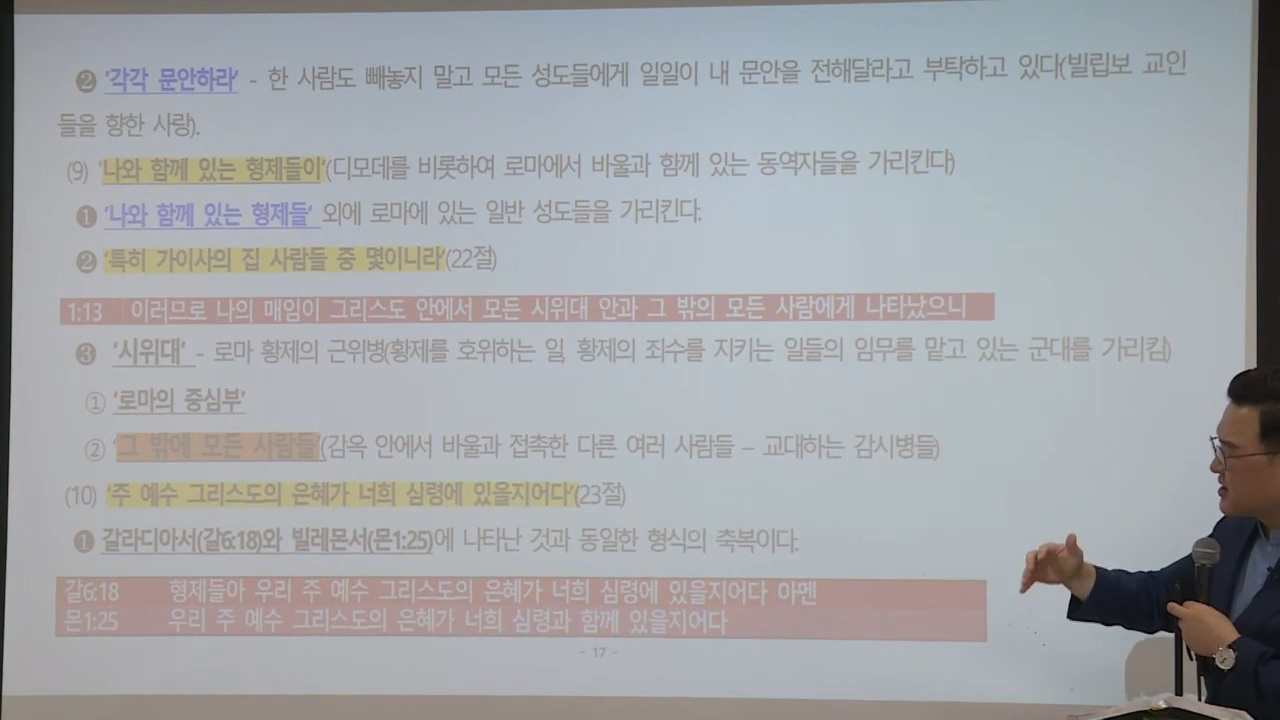 ❷ '각각 문안하라' - 한 사람도 빼놓지 말고 모든 성도들에게 일일이 내 문안을 전해달라고 부탁하고 있다(빌립보 교인
들을 향한 사랑).
(9) '나와 함께 있는 형제들이'(디모데를 비롯하여 로마에서 바울과 함께 있는 동역자들을 가리킨다)
❶ '나와 함께 있는 형제들' 외에 로마에 있는 일반 성도들을 가리킨다.
❷ '특히 가이사의 집 사람들 중 몇이니라'(22절)
1:13 이러므로 나의 매임이 그리스도 안에서 모든 시위대 안과 그 밖의 모든 사람에게 나타났으니
❸ '시위대' - 로마 황제의 근위병(황제를 호위하는 일, 황제의 죄수를 지키는 일들의 임무를 맡고 있는 군대를 가리킴)
① '로마의 중심부'
② '그 밖에 모든 사람들'(감옥 안에서 바울과 접촉한 다른 여러 사람들 – 교대하는 감시병들)
(10) '주 예수 그리스도의 은혜가 너희 심령에 있을지어다'(23절)
❶ 갈라디아서(갈6:18)와 빌레몬서(몬1:25)에 나타난 것과 동일한 형식의 축복이다.
갈6:18 형제들아 우리 주 예수 그리스도의 은혜가 너희 심령에 있을지어다 아멘
몬1:25 우리 주 예수 그리스도의 은혜가 너희 심령과 함께 있을지어다
- 17 -